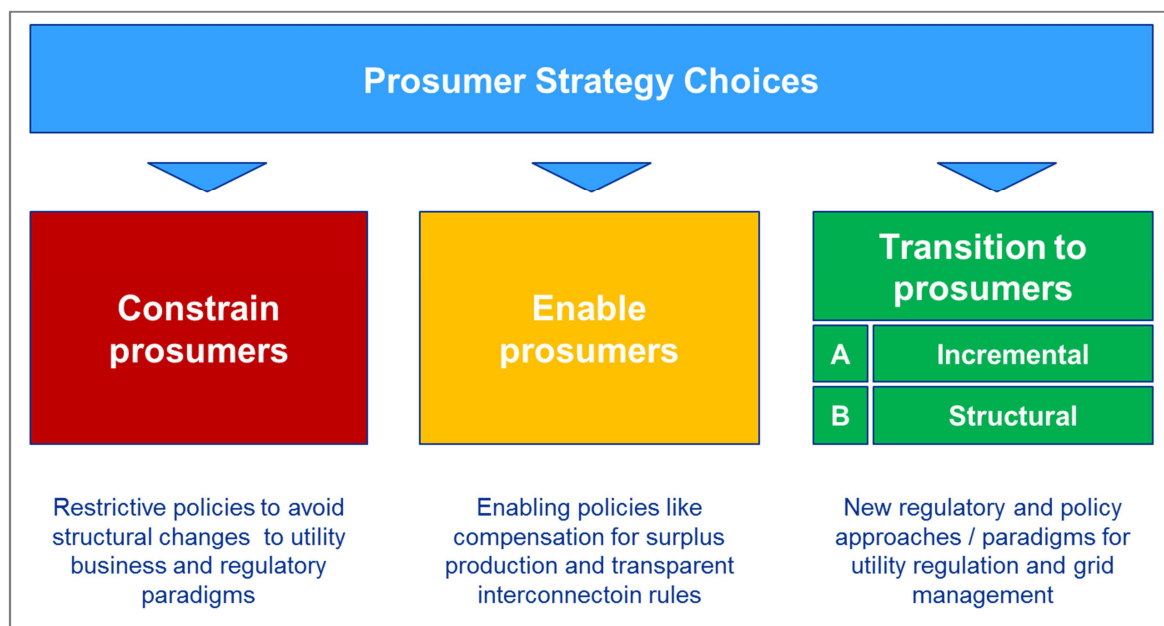 Prosumer Strategy Choices
Constrain
prosumers
Enable
prosumers
Transition to
prosumers
A
Incremental
B
Structural
Restrictive policies to avoid
structural changes to utility
business and regulatory
paradigms
Enabling policies like
compensation for surplus
production and transparent
interconnectoin rules
New regulatory and policy
approaches / paradigms for
utility regulation and grid
management